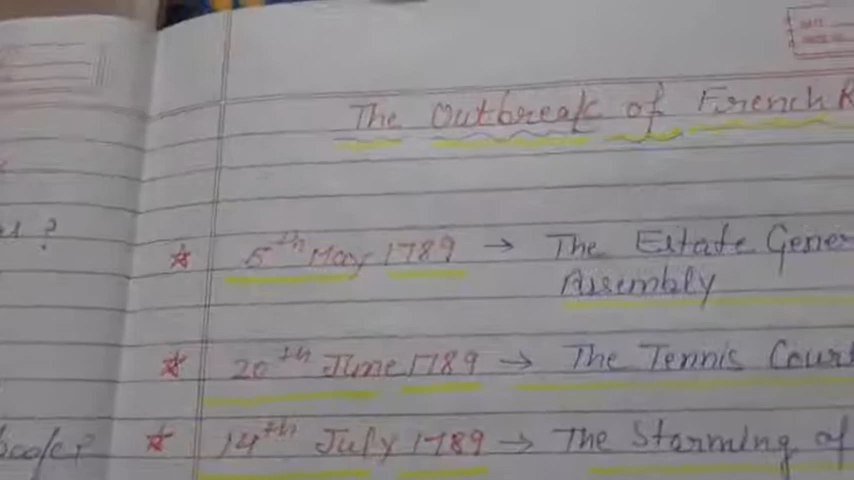 The Outbreak of French R
? 
☆ 5th May 1789 → The Estate Gener
Assembly
☆ 20th June 1789 → The Tennis Court
☆ 14th July 1789 → The Starming of